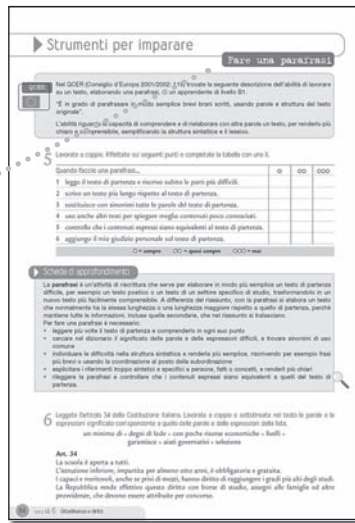 Strumenti per imparare
Fare una parafrasi
QCER
Nel QCER (Consiglio d'Europa 2001/2002: 119) trovate la seguente descrizione dell'abilità di lavorare
su un testo, elaborando una parafrasi, di un apprendente di livello B1.
"È in grado di parafrasare in modo semplice brevi brani scritti, usando parole e struttura del testo
originale".
L'abilità riguarda la capacità di comprendere e di rielaborare con altre parole un testo, per renderlo più
chiaro e comprensibile, semplificando la struttura sintattica e il lessico.
5 Lavorate a coppie. Riflettete sui seguenti punti e completate la tabella con una X.
Quando faccio una parafrasi...
1 leggo il testo di partenza e riscrivo subito le parti più difficili.
2 scrivo un testo più lungo rispetto al testo di partenza.
3 sostituisco con sinonimi tutte le parole del testo di partenza.
4 uso anche altri testi per spiegare meglio contenuti poco conosciuti.
5 controllo che i contenuti espressi siano equivalenti al testo di partenza.
6 aggiungo il mio giudizio personale sul testo di partenza.
= sempre = quasi sempre = mai
Scheda di approfondimento
La parafrasi è un'attività di riscrittura che serve per elaborare in modo più semplice un testo di partenza
difficile, per esempio un testo poetico o un testo di un settore specifico di studio, trasformandolo in un
nuovo testo più facilmente comprensibile. A differenza del riassunto, con la parafrasi si elabora un testo
che normalmente ha la stessa lunghezza o una lunghezza maggiore rispetto a quello di partenza, perché
mantiene tutte le informazioni, incluse quelle secondarie, che nel riassunto si tralasciano.
Per fare una parafrasi è necessario:
• leggere più volte il testo di partenza e comprenderlo in ogni suo punto
• cercare nel dizionario il significato delle parole e delle espressioni difficili, e trovare sinonimi di uso
comune
• individuare le difficoltà nella struttura sintattica e renderla più semplice, riscrivendo per esempio frasi
più brevi o usando la coordinazione al posto della subordinazione
• esplicitare i riferimenti troppo sintetici e specifici a persone, fatti o concetti, e renderli più chiari
• rileggere la parafrasi e controllare che i contenuti espressi siano equivalenti a quelli del testo di
partenza.
6 Leggete l'articolo 34 della Costituzione italiana. Lavorate a coppie e sottolineate nel testo le parole e le
espressioni di significato corrispondente a quello delle parole e delle espressioni della lista.
un minimo di • degni di lode • con poche risorse economiche • livelli •
garantisce • aiuti governativi • selezione
Art. 34
La scuola è aperta a tutti.
L'istruzione inferiore, impartita per almeno otto anni, è obbligatoria e gratuita.
I capaci e meritevoli, anche se privi di mezzi, hanno diritto di raggiungere i gradi più alti degli studi.
La Repubblica rende effettivo questo diritto con borse di studio, assegni alle famiglie ed altre
provvidenze, che devono essere attribuite per concorso.
unità 6 Cittadinanza e diritti